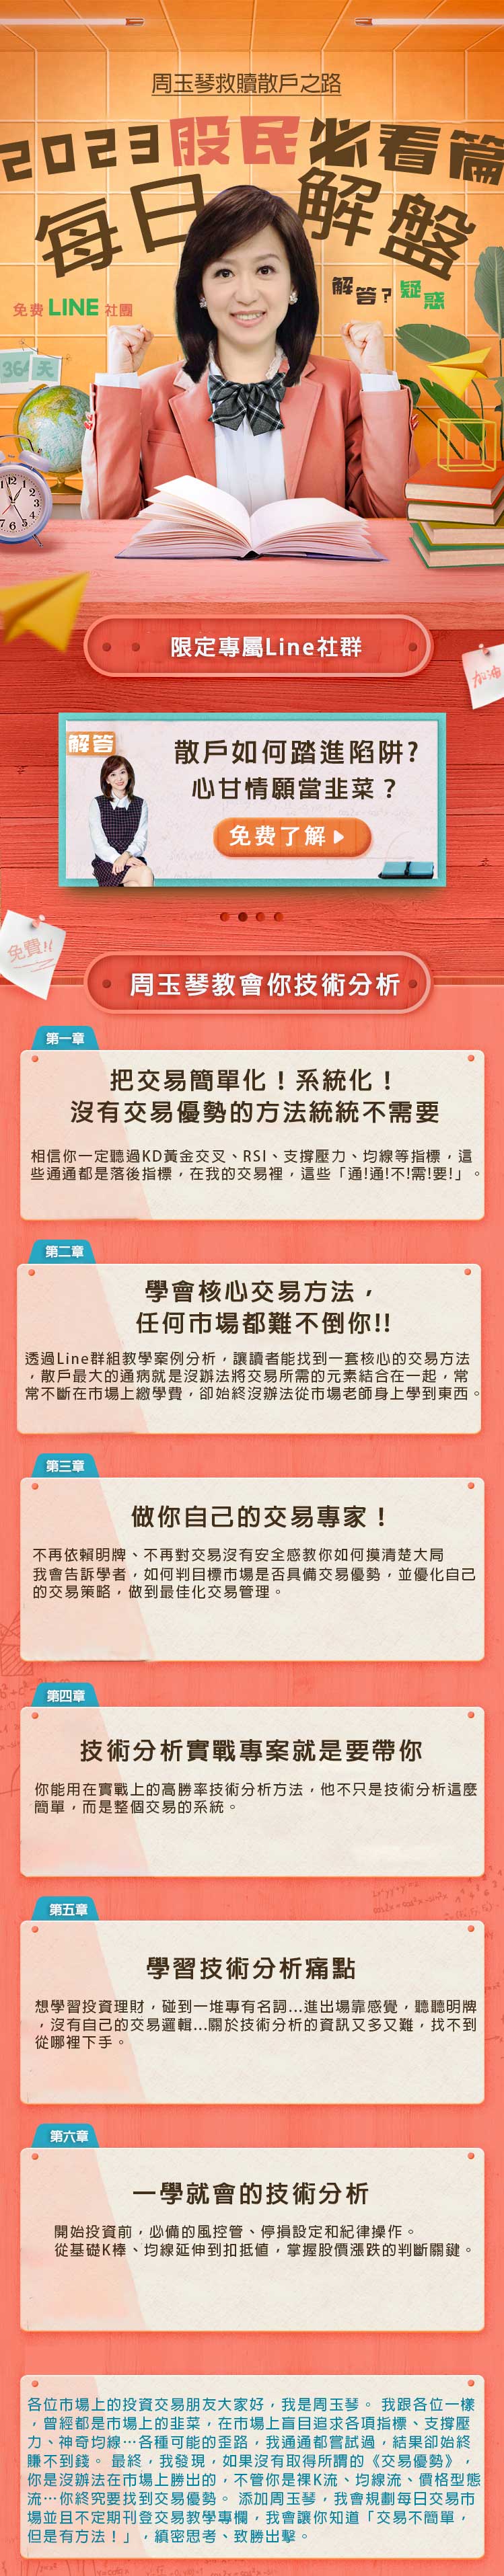 周玉琴救贖散戶之路
2023股民必看篇
每日解盤
解答?疑惑
免费 LINE 社團
364天
加油
限定專屬Line社群
解答
散戶如何踏進陷阱?
心甘情願當韭菜？
免费了解
免費!!
周玉琴教會你技術分析
第一章
把交易簡單化！系統化！
沒有交易優勢的方法統統不需要
相信你一定聽過KD黃金交叉、RSI、支撐壓力、均線等指標，這
些通通都是落後指標，在我的交易裡，這些「通!通!不!需!要!」。
第二章
學會核心交易方法，
任何市場都難不倒你!!
透過Line群組教學案例分析，讓讀者能找到一套核心的交易方法
，散戶最大的通病就是沒辦法將交易所需的元素結合在一起，常
常不斷在市場上繳學費，卻始終沒辦法從市場老師身上學到東西。
第三章
做你自己的交易專家！
不再依賴明牌、不再對交易沒有安全感教你如何摸清楚大局
我會告訴學者，如何判目標市場是否具備交易優勢，並優化自己
的交易策略，做到最佳化交易管理。
第四章
技術分析實戰專案就是要帶你
你能用在實戰上的高勝率技術分析方法，他不只是技術分析這麼
簡單，而是整個交易的系統。
第五章
學習技術分析痛點
想學習投資理財，碰到一堆專有名詞...進出場靠感覺，聽聽明牌
，沒有自己的交易邏輯...關於技術分析的資訊又多又難，找不到
從哪裡下手。
第六章
一學就會的技術分析
開始投資前，必備的風控管、停損設定和紀律操作。
從基礎K棒、均線延伸到扣抵值，掌握股價漲跌的判斷關鍵。
各位市場上的投資交易朋友大家好，我是周玉琴。 我跟各位一樣
，曾經都是市場上的韭菜，在市場上盲目追求各項指標、支撐壓
力、神奇均線…各種可能的歪路，我通通都嘗試過，結果卻始終
賺不到錢。 最終，我發現，如果沒有取得所謂的《交易優勢》，
你是沒辦法在市場上勝出的，不管你是裸K流、均線流、價格型態
流…你終究要找到交易優勢。 添加周玉琴，我會規劃每日交易市
場並且不定期刊登交易教學專欄，我會讓你知道「交易不簡單，
但是有方法！」，縝密思考、致勝出擊。